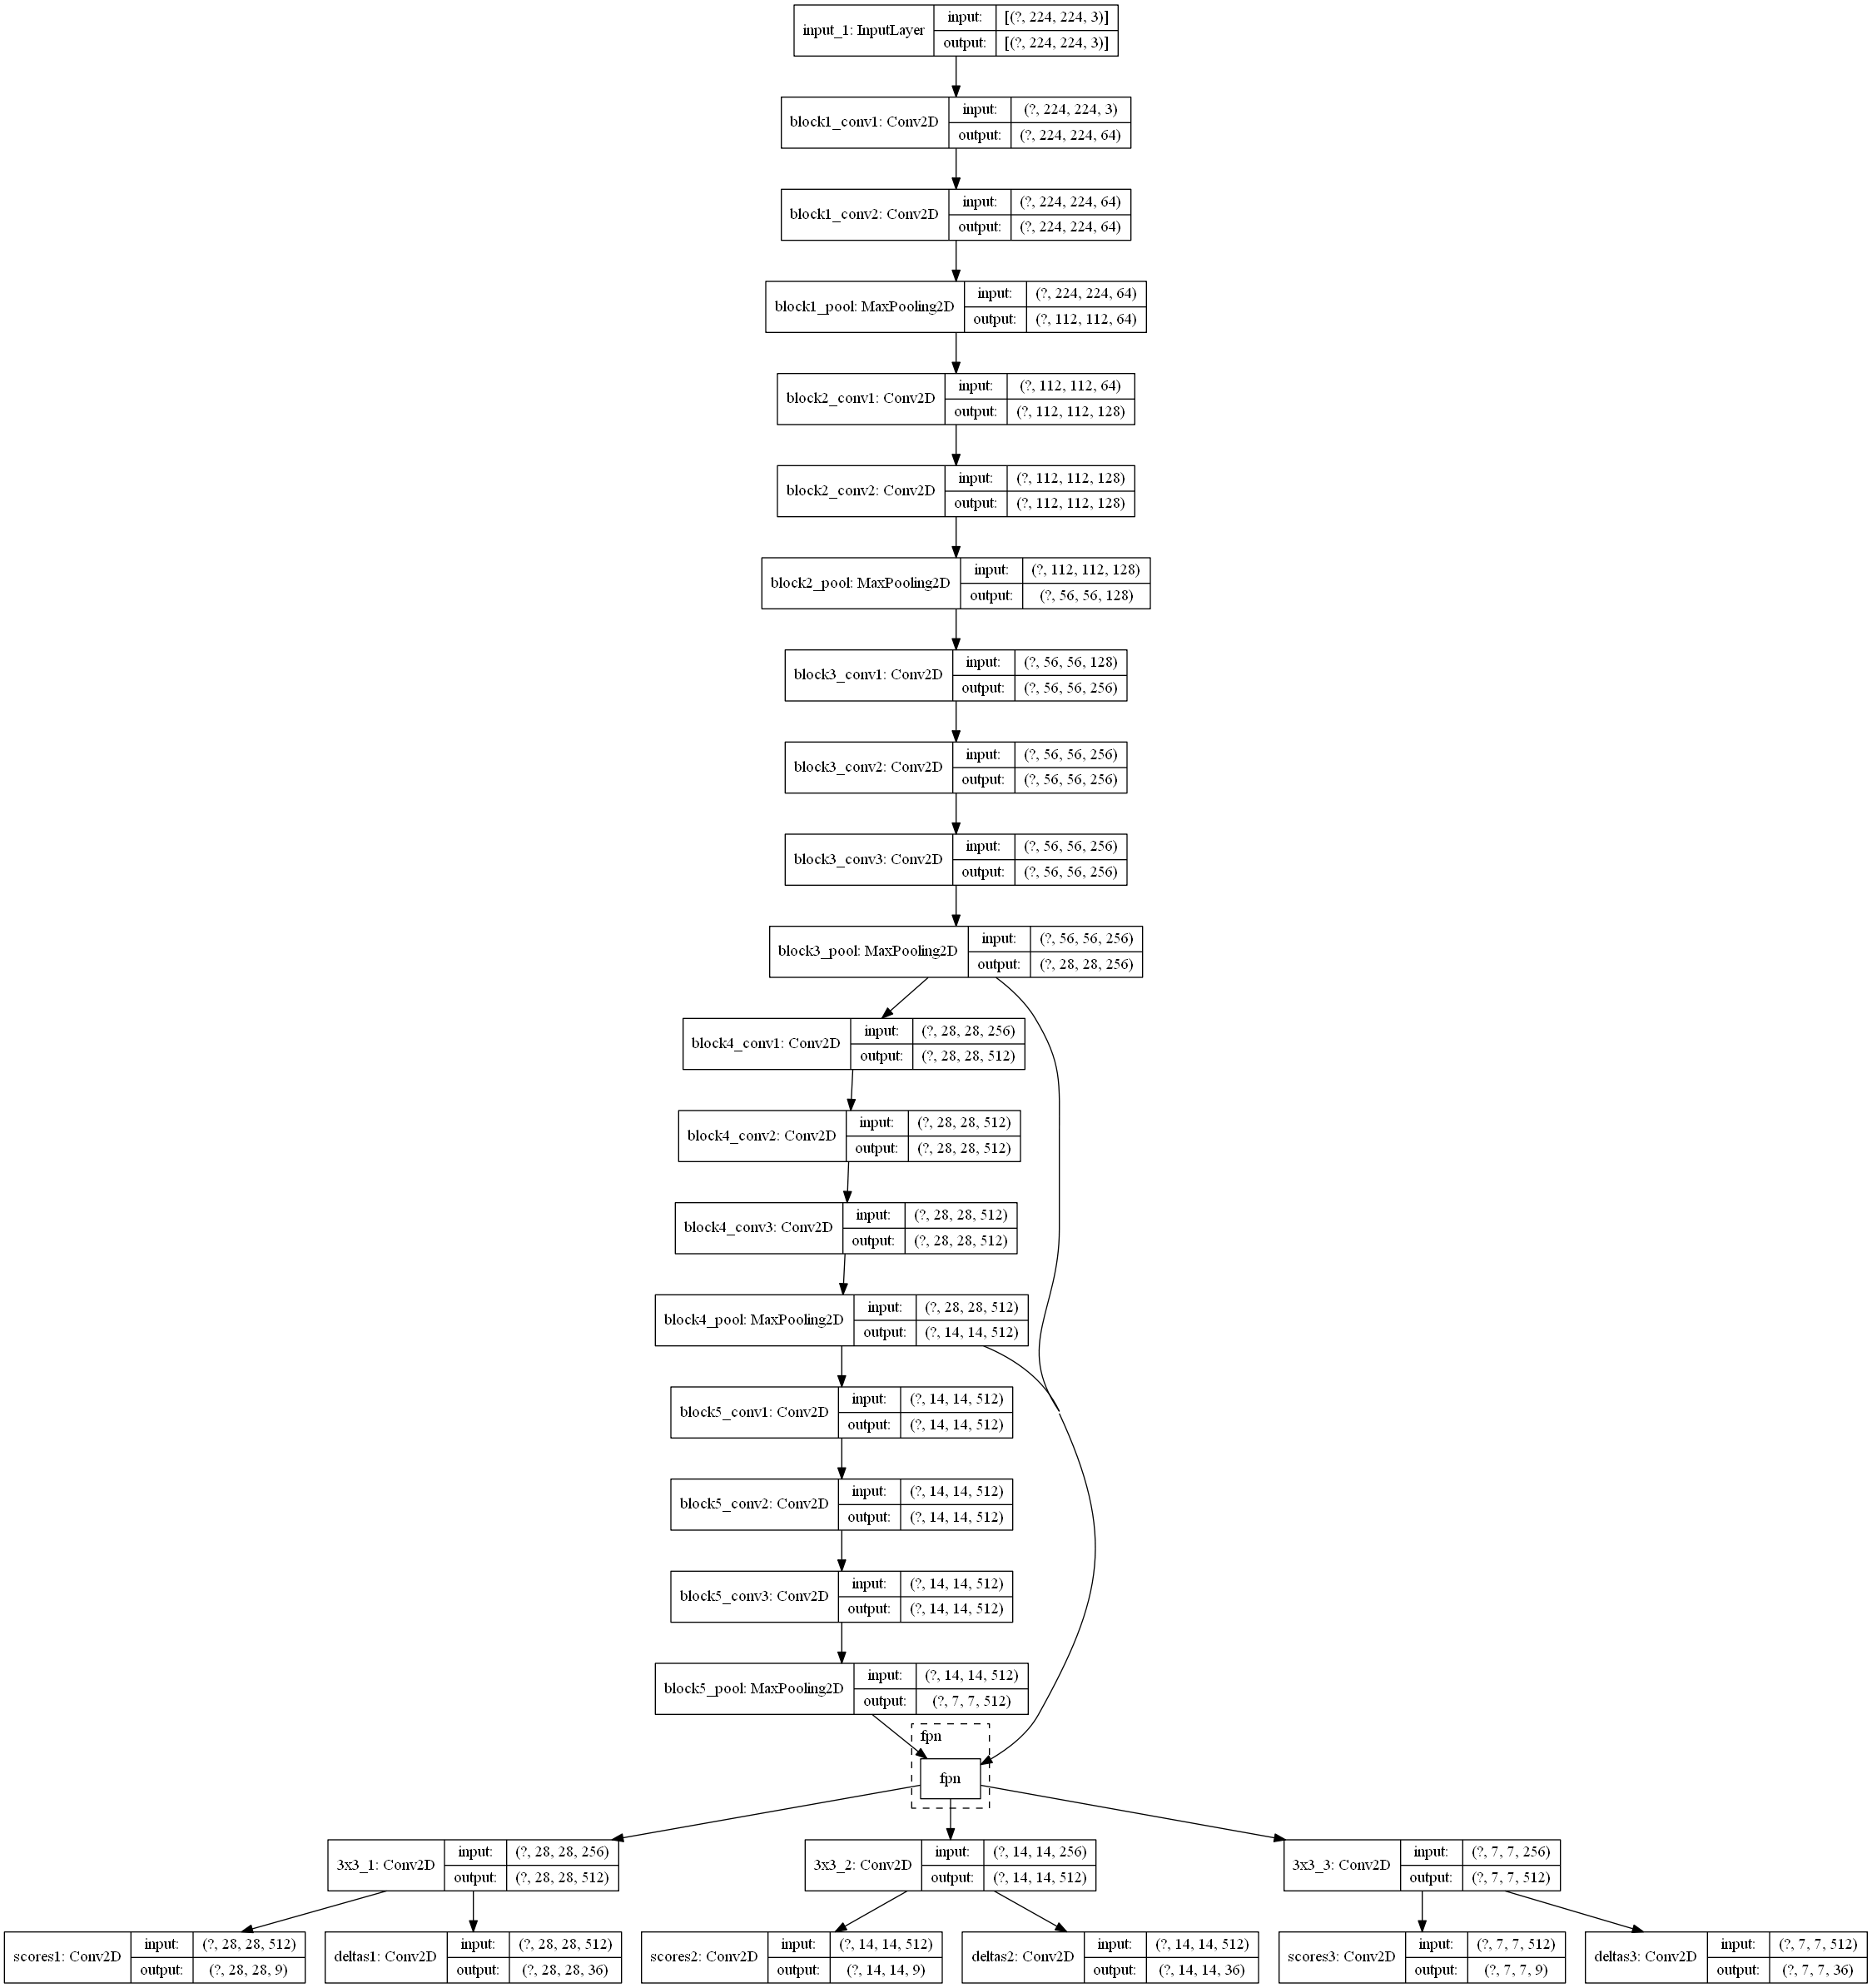 input_1: InputLayer
input: [(?, 224, 224, 3)]
output: [(?, 224, 224, 3)]
block1_conv1: Conv2D
input: (?, 224, 224, 3)
output: (?, 224, 224, 64)
block1_conv2: Conv2D
input: (?, 224, 224, 64)
output: (?, 224, 224, 64)
block1_pool: MaxPooling2D
input: (?, 224, 224, 64)
output: (?, 112, 112, 64)
block2_conv1: Conv2D
input: (?, 112, 112, 64)
output: (?, 112, 112, 128)
block2_conv2: Conv2D
input: (?, 112, 112, 128)
output: (?, 112, 112, 128)
block2_pool: MaxPooling2D
input: (?, 112, 112, 128)
output: (?, 56, 56, 128)
block3_conv1: Conv2D
input: (?, 56, 56, 128)
output: (?, 56, 56, 256)
block3_conv2: Conv2D
input: (?, 56, 56, 256)
output: (?, 56, 56, 256)
block3_conv3: Conv2D
input: (?, 56, 56, 256)
output: (?, 56, 56, 256)
block3_pool: MaxPooling2D
input: (?, 56, 56, 256)
output: (?, 28, 28, 256)
block4_conv1: Conv2D
input: (?, 28, 28, 256)
output: (?, 28, 28, 512)
block4_conv2: Conv2D
input: (?, 28, 28, 512)
output: (?, 28, 28, 512)
block4_conv3: Conv2D
input: (?, 28, 28, 512)
output: (?, 28, 28, 512)
block4_pool: MaxPooling2D
input: (?, 28, 28, 512)
output: (?, 14, 14, 512)
block5_conv1: Conv2D
input: (?, 14, 14, 512)
output: (?, 14, 14, 512)
block5_conv2: Conv2D
input: (?, 14, 14, 512)
output: (?, 14, 14, 512)
block5_conv3: Conv2D
input: (?, 14, 14, 512)
output: (?, 14, 14, 512)
block5_pool: MaxPooling2D
input: (?, 14, 14, 512)
output: (?, 7, 7, 512)
fpn
fpn
3x3_1: Conv2D
input: (?, 28, 28, 256)
output: (?, 28, 28, 512)
3x3_2: Conv2D
input: (?, 14, 14, 256)
output: (?, 14, 14, 512)
3x3_3: Conv2D
input: (?, 7, 7, 256)
output: (?, 7, 7, 512)
scores1: Conv2D
input: (?, 28, 28, 512)
output: (?, 28, 28, 9)
deltas1: Conv2D
input: (?, 28, 28, 512)
output: (?, 28, 28, 36)
scores2: Conv2D
input: (?, 14, 14, 512)
output: (?, 14, 14, 9)
deltas2: Conv2D
input: (?, 14, 14, 512)
output: (?, 14, 14, 36)
scores3: Conv2D
input: (?, 7, 7, 512)
output: (?, 7, 7, 9)
deltas3: Conv2D
input: (?, 7, 7, 512)
output: (?, 7, 7, 36)